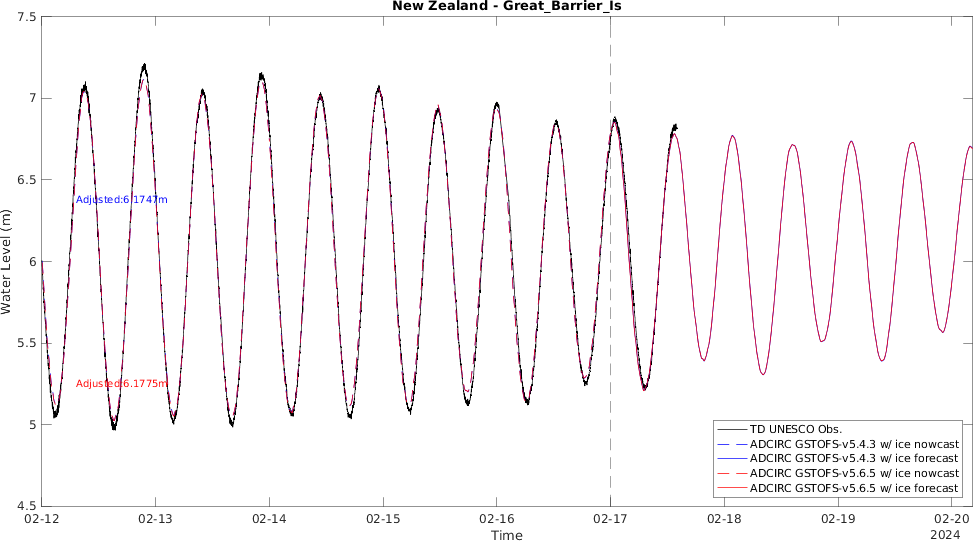 New Zealand - Great_Barrier_Is
7.5
7
6.5
6
5.5
5
4.5
Water Level (m)
Adjusted:6.1747m
Adjusted:6.1775m
TD UNESCO Obs.
ADCIRC GSTOFS-v5.4.3 w/ ice nowcast
ADCIRC GSTOFS-v5.4.3 w/ ice forecast
ADCIRC GSTOFS-v5.6.5 w/ ice nowcast
ADCIRC GSTOFS-v5.6.5 w/ ice forecast
02-12 02-13 02-14 02-15 02-16 02-17 02-18 02-19 02-20
Time
2024